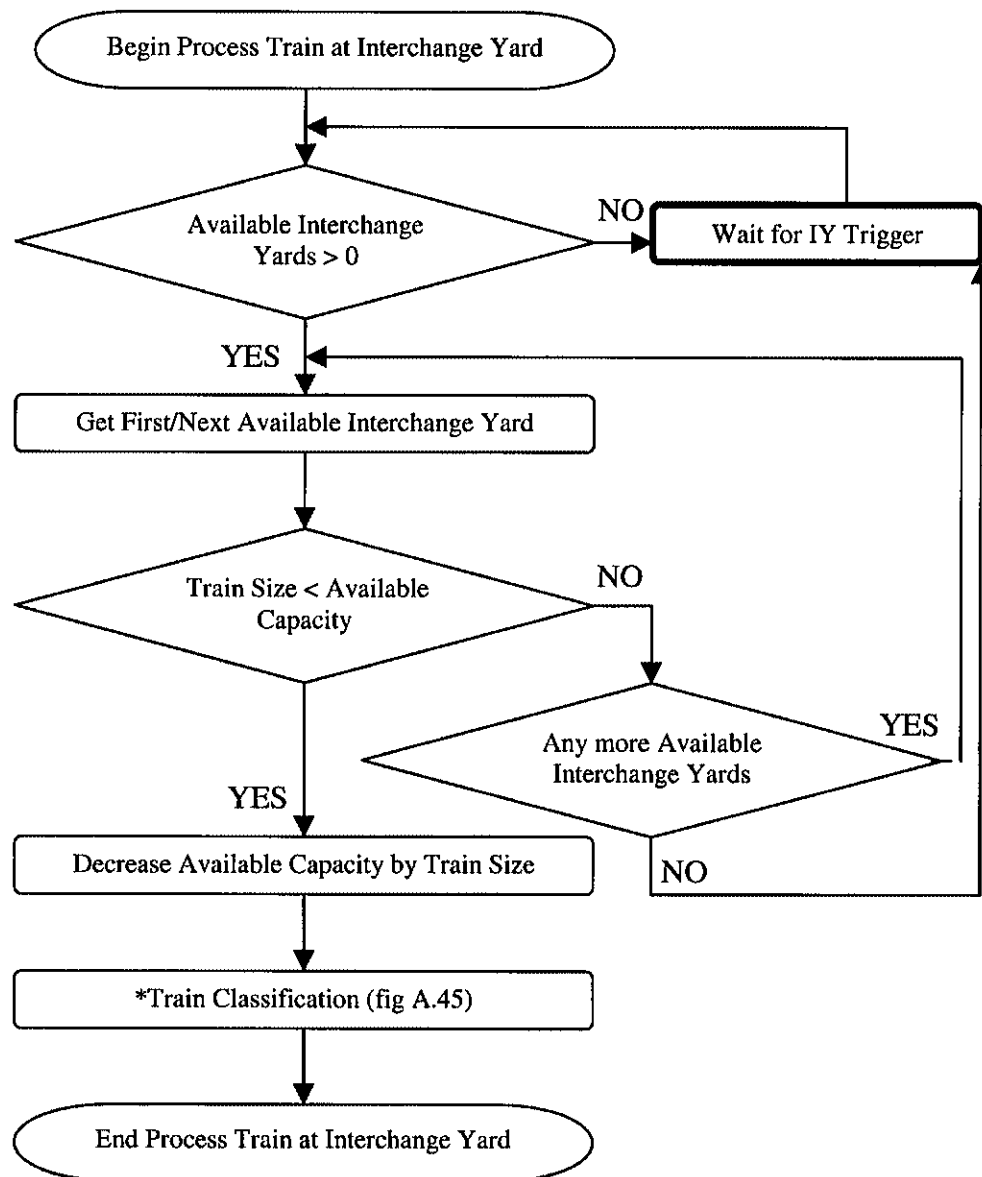 Begin Process Train at Interchange Yard
Available Interchange
Yards > 0
NO
Wait for IY Trigger
YES
Get First/Next Available Interchange Yard
Train Size < Available
Capacity
NO
Any more Available
Interchange Yards
YES
YES
Decrease Available Capacity by Train Size
NO
*Train Classification (fig A.45)
End Process Train at Interchange Yard